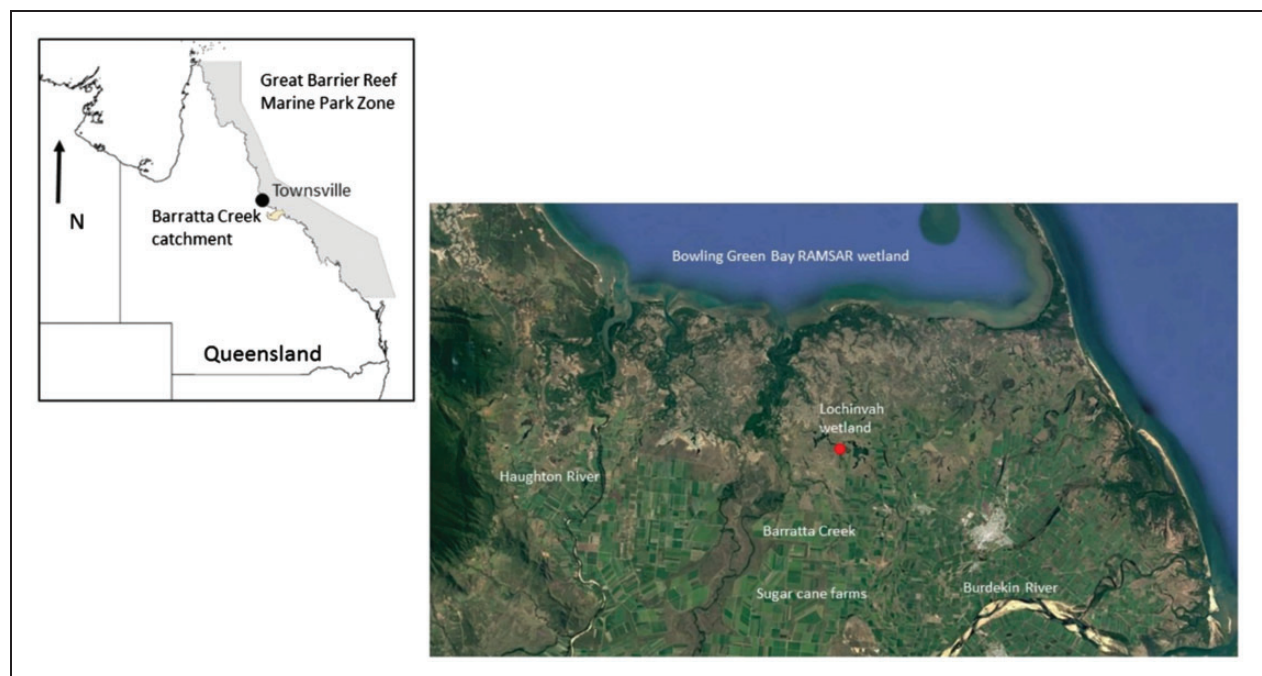 Great Barrier Reef
Marine Park Zone
Townsville
N
Barratta Creek
catchment
Queensland
Bowling Green Bay RAMSAR wetland
Lochinvah
wetland
Haughton River
Barratta Creek
Sugar cane farms
Burdekin River